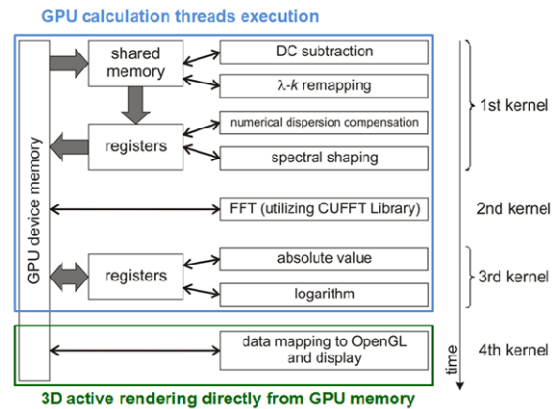 GPU calculation threads execution
GPU device memory
shared
memory
DC subtraction
λ-k remapping
registers
numerical dispersion compensation
spectral shaping
1st kernel
FFT (utilizing CUFFT Library)
2nd kernel
registers
absolute value
logarithm
3rd kernel
data mapping to OpenGL
and display
4th kernel
time
3D active rendering directly from GPU memory